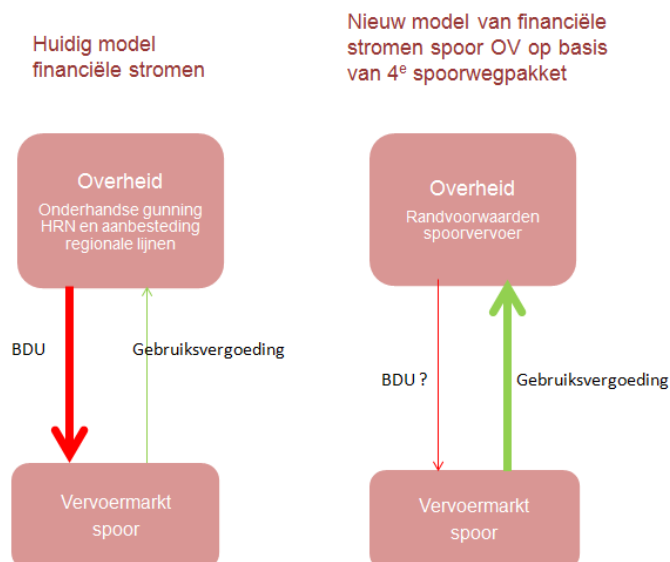 Huidig model
financiële stromen
Overheid
Onderhandse gunning
HRN en aanbesteding
regionale lijnen
BDU
Gebruiksvergoeding
Vervoermarkt
spoor
Nieuw model van financiële
stromen spoor OV op basis
van 4e spoorwegpakket
Overheid
Randvoorwaarden
spoorvervoer
BDU ?
Gebruiksvergoeding
Vervoermarkt
spoor